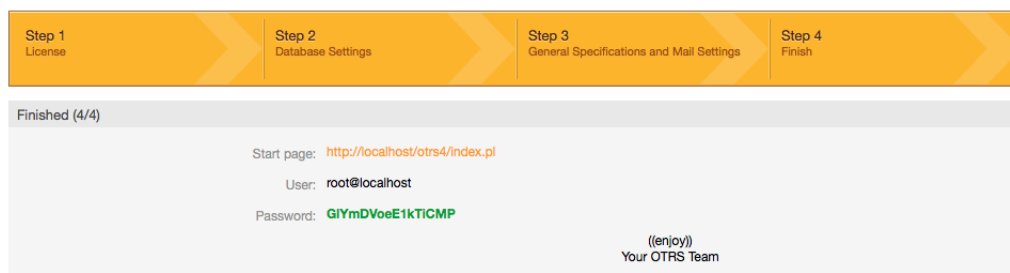 Step 1
License
Step 2
Database Settings
Step 3
General Specifications and Mail Settings
Step 4
Finish
Finished (4/4)
Start page: http://localhost/otrs4/index.pl
User: root@localhost
Password: GlYmDVoeE1kTiCMP
((enjoy))
Your OTRS Team